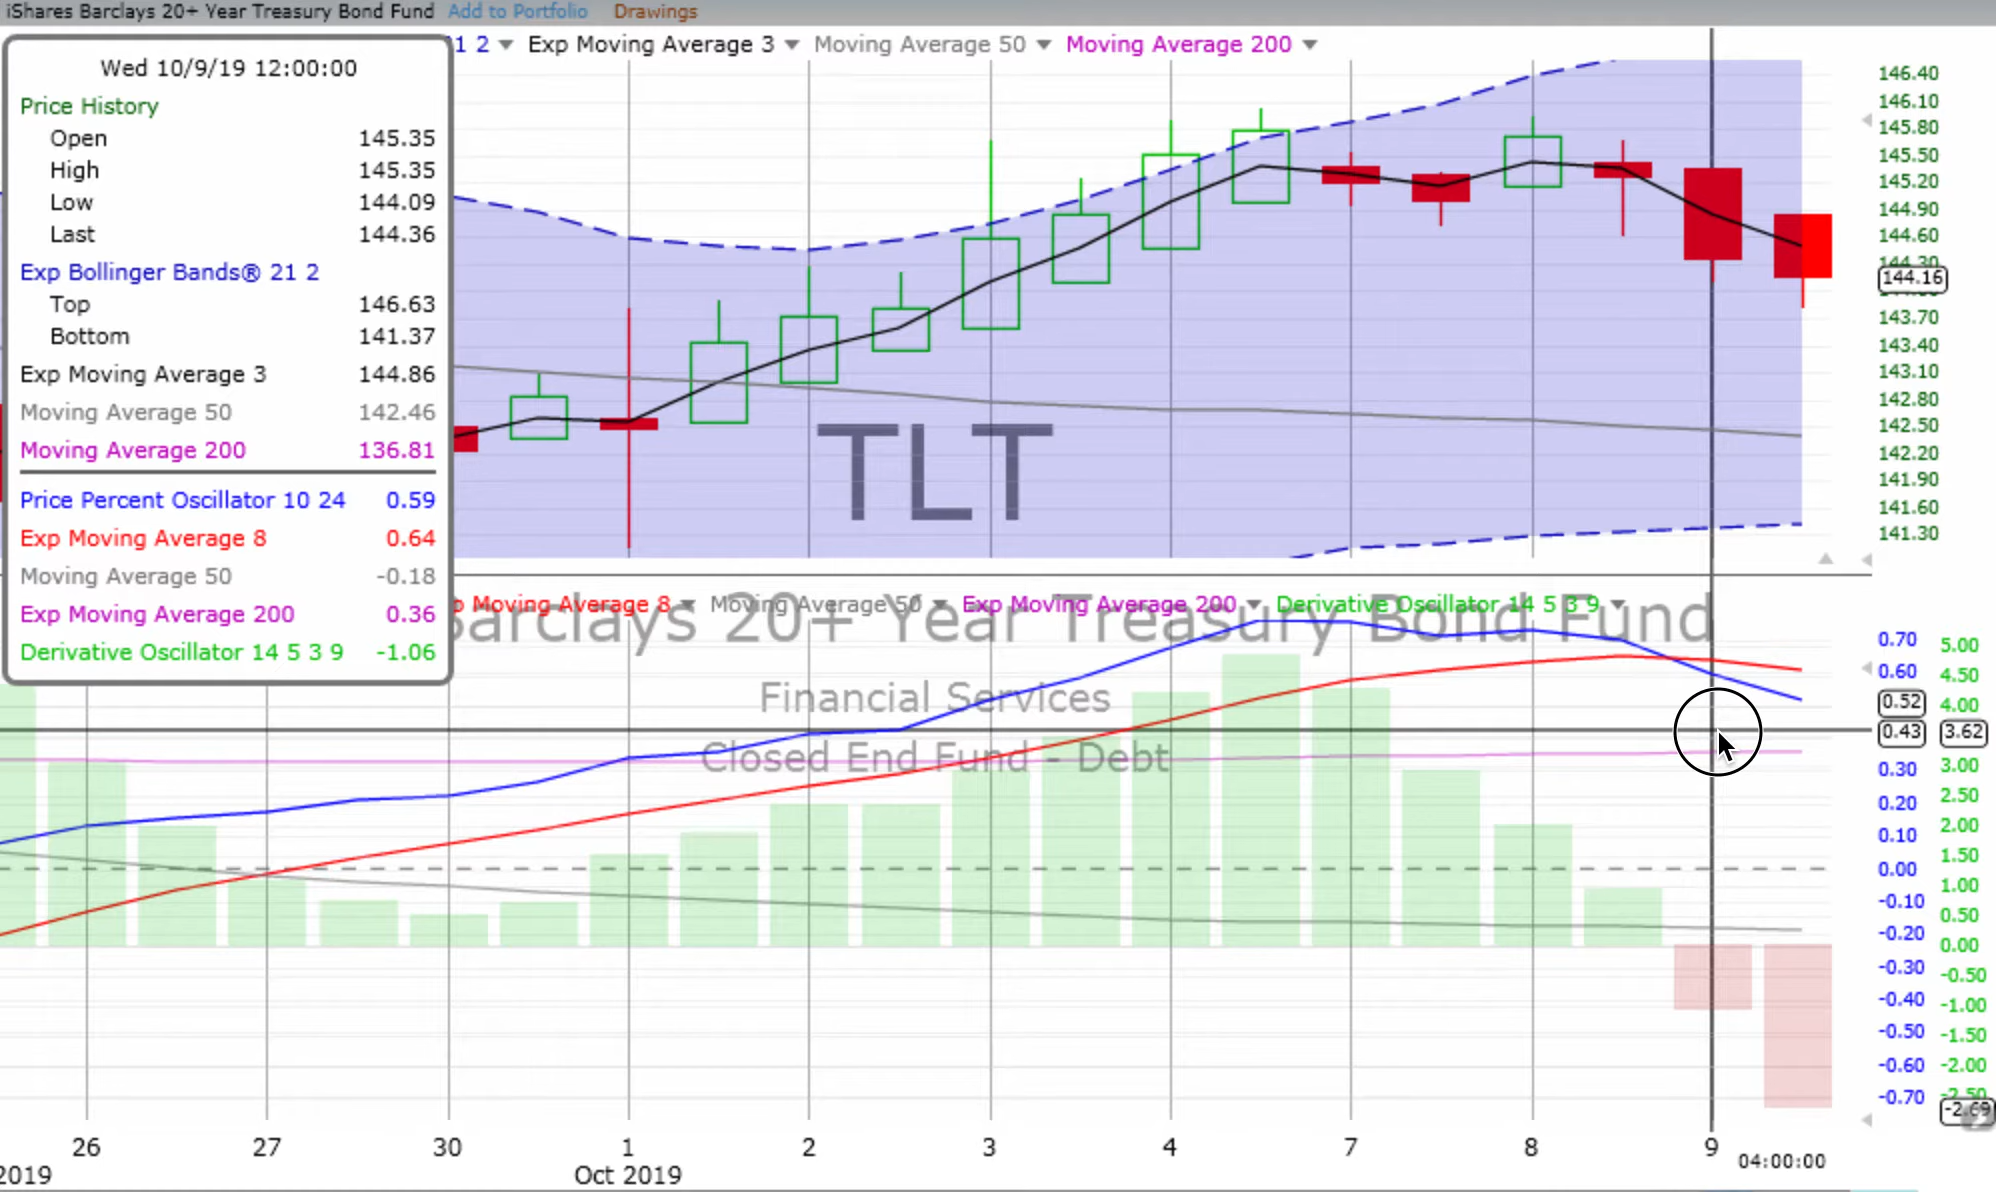 iShares Barclays 20+ Year Treasury Bond Fund Add to Portfolio Drawings
21 2 Exp Moving Average 3 Moving Average 50 Moving Average 200
Wed 10/9/19 12:00:00
Price History
Open 145.35
High 145.35
Low 144.09
Last 144.36
Exp Bollinger Bands® 21 2
Top 146.63
Bottom 141.37
Exp Moving Average 3 144.86
Moving Average 50 142.46
Moving Average 200 136.81
Price Percent Oscillator 10 24 0.59
Exp Moving Average 8 0.64
Moving Average 50 -0.18
Exp Moving Average 200 0.36
Derivative Oscillator 14 5 3 9 -1.06
146.40
146.10
145.80
145.50
145.20
144.90
144.60
144.30
144.16
143.70
143.40
143.10
142.80
142.50
142.20
141.90
141.60
141.30
TLT
p Moving Average 8 Moving Average 50 Exp Moving Average 200 Derivative Oscillator 14 5 3 9
Barclays 20+ Year Treasury Bond Fund
Financial Services
Closed End Fund - Debt
0.70 5.00
0.60 4.50
0.52 4.00
0.43 3.62
0.30 3.00
0.20 2.50
0.10 2.00
0.00 1.50
-0.10 1.00
-0.20 0.50
0.00
-0.30 -0.50
-0.40 -1.00
-0.50 -1.50
-0.60 -2.00
-0.70 -2.50
-2.69
26 27 30 1 2 3 4 7 8 9
2019 Oct 2019 04:00:00